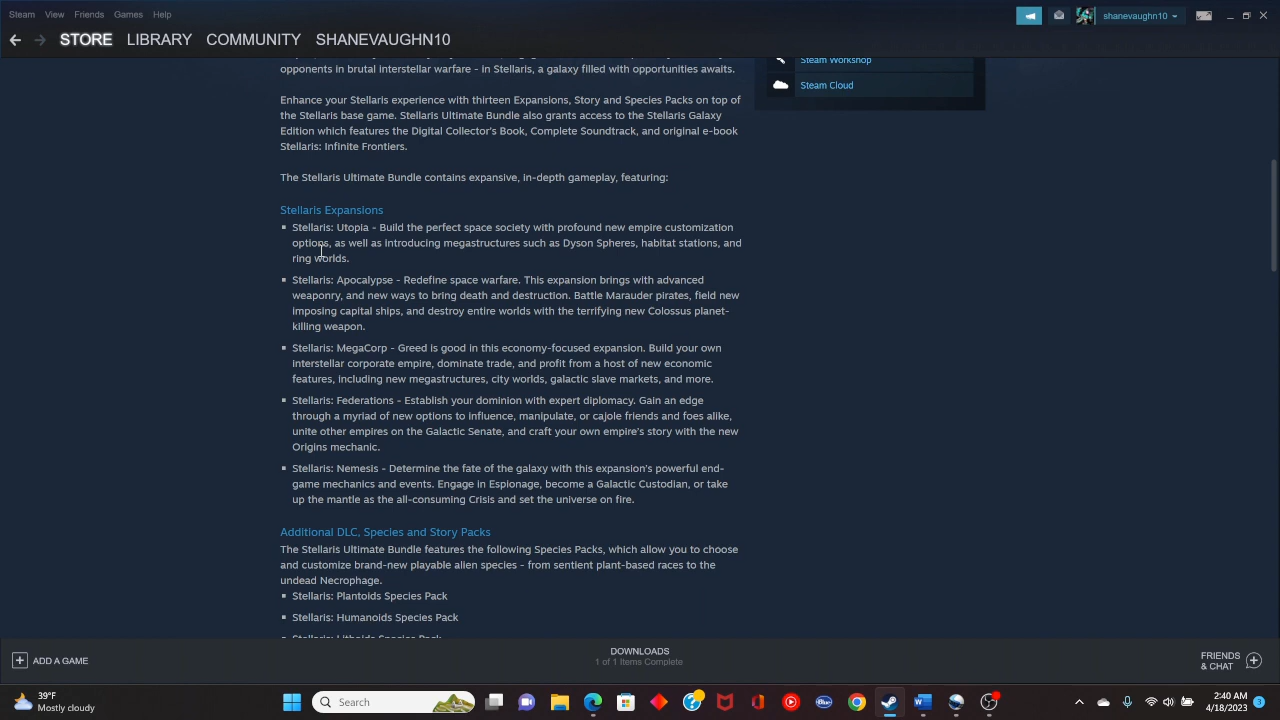 Steam View Friends Games Help
shanevaughn10
STORE LIBRARY COMMUNITY SHANEVAUGHN10
opponents in brutal interstellar warfare - in Stellaris, a galaxy filled with opportunities awaits.
Steam Workshop
Steam Cloud
Enhance your Stellaris experience with thirteen Expansions, Story and Species Packs on top of
the Stellaris base game. Stellaris Ultimate Bundle also grants access to the Stellaris Galaxy
Edition which features the Digital Collector's Book, Complete Soundtrack, and original e-book
Stellaris: Infinite Frontiers.
The Stellaris Ultimate Bundle contains expansive, in-depth gameplay, featuring:
Stellaris Expansions
Stellaris: Utopia - Build the perfect space society with profound new empire customization
options, as well as introducing megastructures such as Dyson Spheres, habitat stations, and
ring worlds.
Stellaris: Apocalypse - Redefine space warfare. This expansion brings with advanced
weaponry, and new ways to bring death and destruction. Battle Marauder pirates, field new
imposing capital ships, and destroy entire worlds with the terrifying new Colossus planet-
killing weapon.
Stellaris: MegaCorp - Greed is good in this economy-focused expansion. Build your own
interstellar corporate empire, dominate trade, and profit from a host of new economic
features, including new megastructures, city worlds, galactic slave markets, and more.
Stellaris: Federations - Establish your dominion with expert diplomacy. Gain an edge
through a myriad of new options to influence, manipulate, or cajole friends and foes alike,
unite other empires on the Galactic Senate, and craft your own empire's story with the new
Origins mechanic.
Stellaris: Nemesis - Determine the fate of the galaxy with this expansion's powerful end-
game mechanics and events. Engage in Espionage, become a Galactic Custodian, or take
up the mantle as the all-consuming Crisis and set the universe on fire.
Additional DLC, Species and Story Packs
The Stellaris Ultimate Bundle features the following Species Packs, which allow you to choose
and customize brand-new playable alien species - from sentient plant-based races to the
undead Necrophage.
Stellaris: Plantoids Species Pack
Stellaris: Humanoids Species Pack
Stellaris: Lithoids Species Pack
ADD A GAME
DOWNLOADS
1 of 1 Items Complete
FRIENDS
& CHAT
39°F
Mostly cloudy
Search
2:40 AM
4/18/2023
3